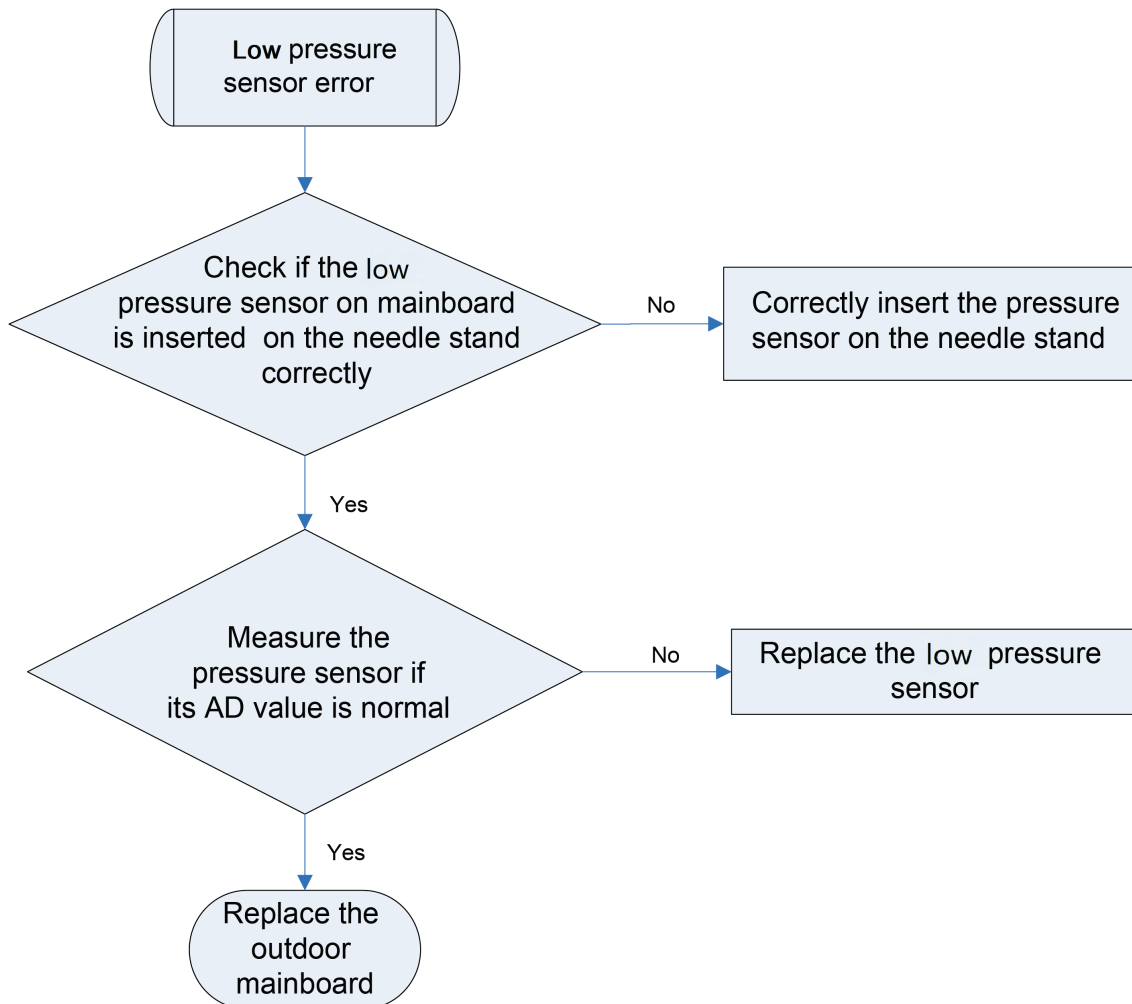 Low pressure
sensor error
Check if the low
pressure sensor on mainboard
is inserted on the needle stand
correctly
No
Correctly insert the pressure
sensor on the needle stand
Yes
Measure the
pressure sensor if
its AD value is normal
No
Replace the low pressure
sensor
Yes
Replace the
outdoor
mainboard